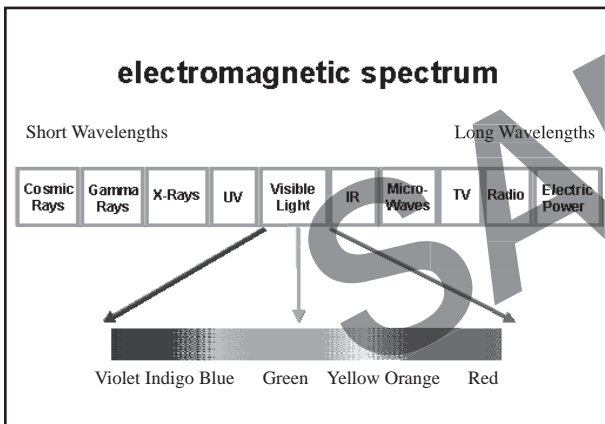 electromagnetic spectrum
Short Wavelengths Long Wavelengths
Cosmic Rays Gamma Rays X-Rays UV Visible Light IR Micro-Waves TV Radio Electric Power
Violet Indigo Blue Green Yellow Orange Red
SA